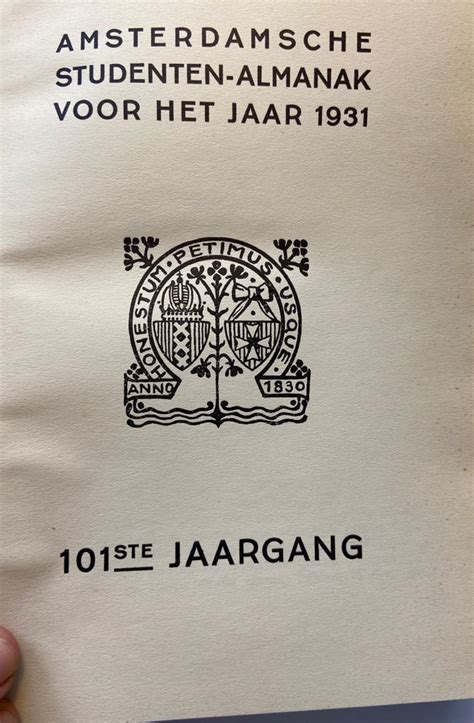 AMSTERDAMSCHE
STUDENTEN-ALMANAK
VOOR HET JAAR 1931
HONESTUM·PETIMUS·USQUE·
ANNO 1830
101STE JAARGANG